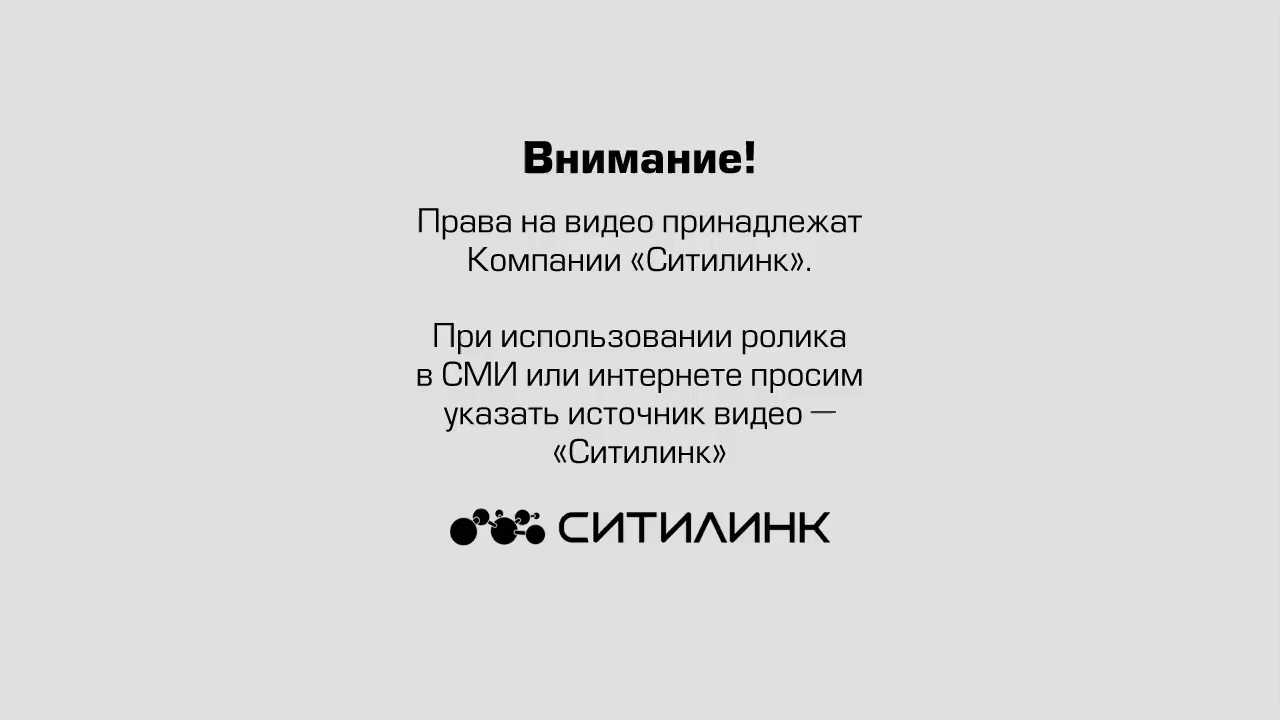 Внимание!
Права на видео принадлежат
Компании «Ситилинк».
При использовании ролика
в СМИ или интернете просим
указать источник видео —
«Ситилинк»
СИТИЛИНК